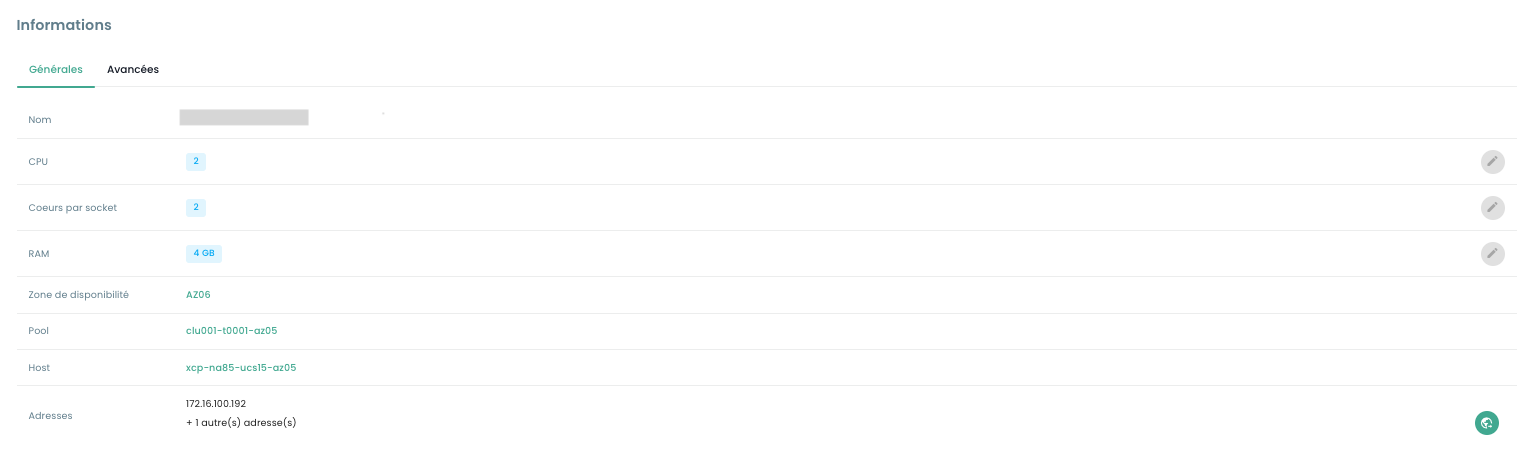 Informations
Générales Avancées
Nom
CPU 2
Coeurs par socket 2
RAM 4 GB
Zone de disponibilité AZ06
Pool clu001-t0001-az05
Host xcp-na85-ucs15-az05
Adresses 172.16.100.192
+ 1 autre(s) adresse(s)